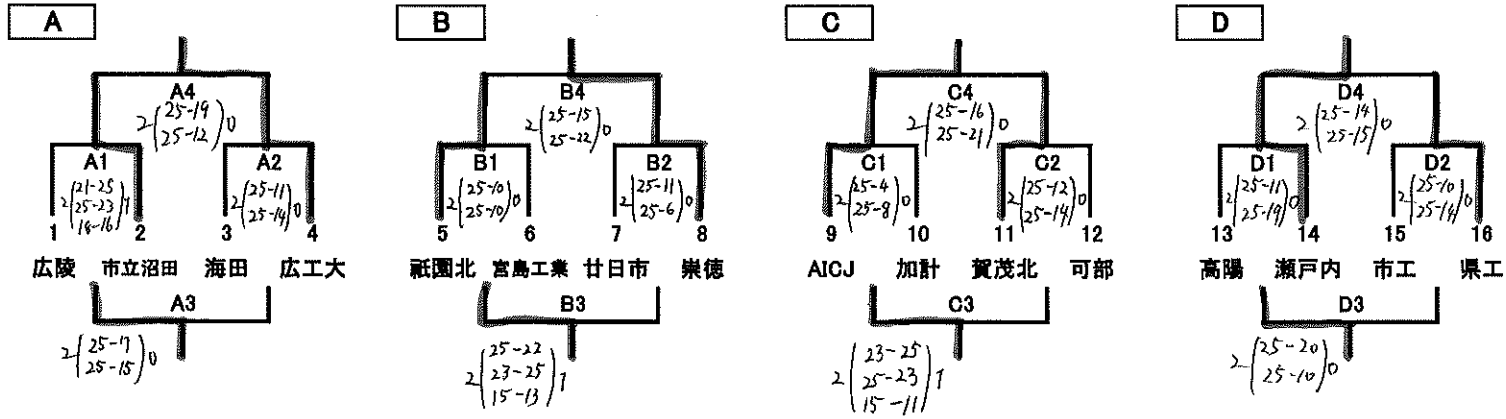 A B C D
A4 B4 C4 D4
2(25-19 25-12)0 2(25-15 25-22)0 2(25-16 25-21)0 2(25-14 25-15)0
A1 A2 B1 B2 C1 C2 D1 D2
2(21-25 25-23 18-16)1 2(25-11 25-14)0 2(25-10 25-10)0 2(25-11 25-6)0 2(25-4 25-8)0 2(25-12 25-14)0 2(25-11 25-19)0 2(25-10 25-14)0
1 2 3 4 5 6 7 8 9 10 11 12 13 14 15 16
広陵 市立沼田 海田 広工大 祇園北 宮島工業 廿日市 崇徳 AICJ 加計 賀茂北 可部 高陽 瀬戸内 市工 県工
A3 B3 C3 D3
2(25-17 25-15)0 2(25-22 23-25 15-13)1 2(23-25 25-23 15-11)1 2(25-20 25-10)0